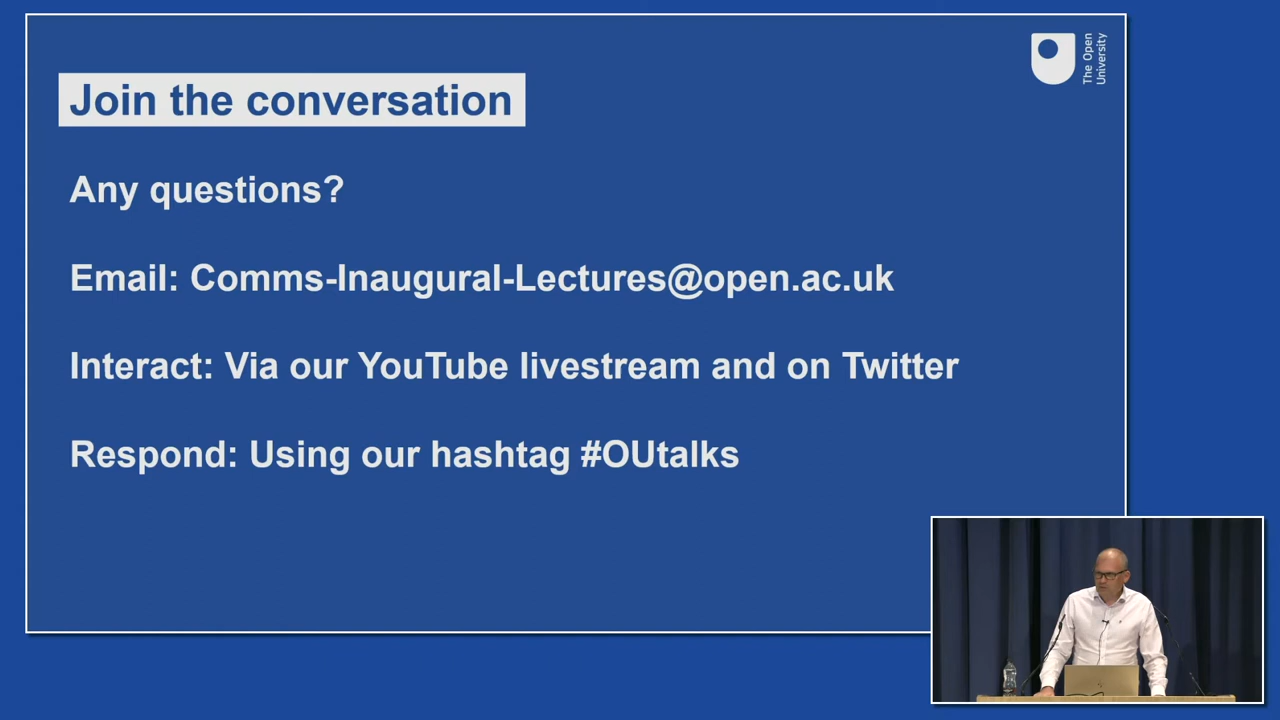 The Open
University
Join the conversation
Any questions?
Email: Comms-Inaugural-Lectures@open.ac.uk
Interact: Via our YouTube livestream and on Twitter
Respond: Using our hashtag #OUtalks